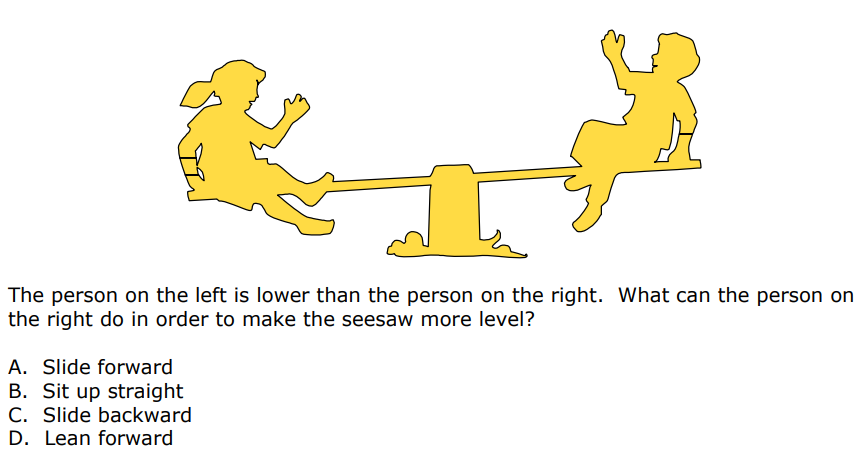 The person on the left is lower than the person on the right.  What can the person on
the right do in order to make the seesaw more level?
A.  Slide forward
B.  Sit up straight
C.  Slide backward
D.  Lean forward